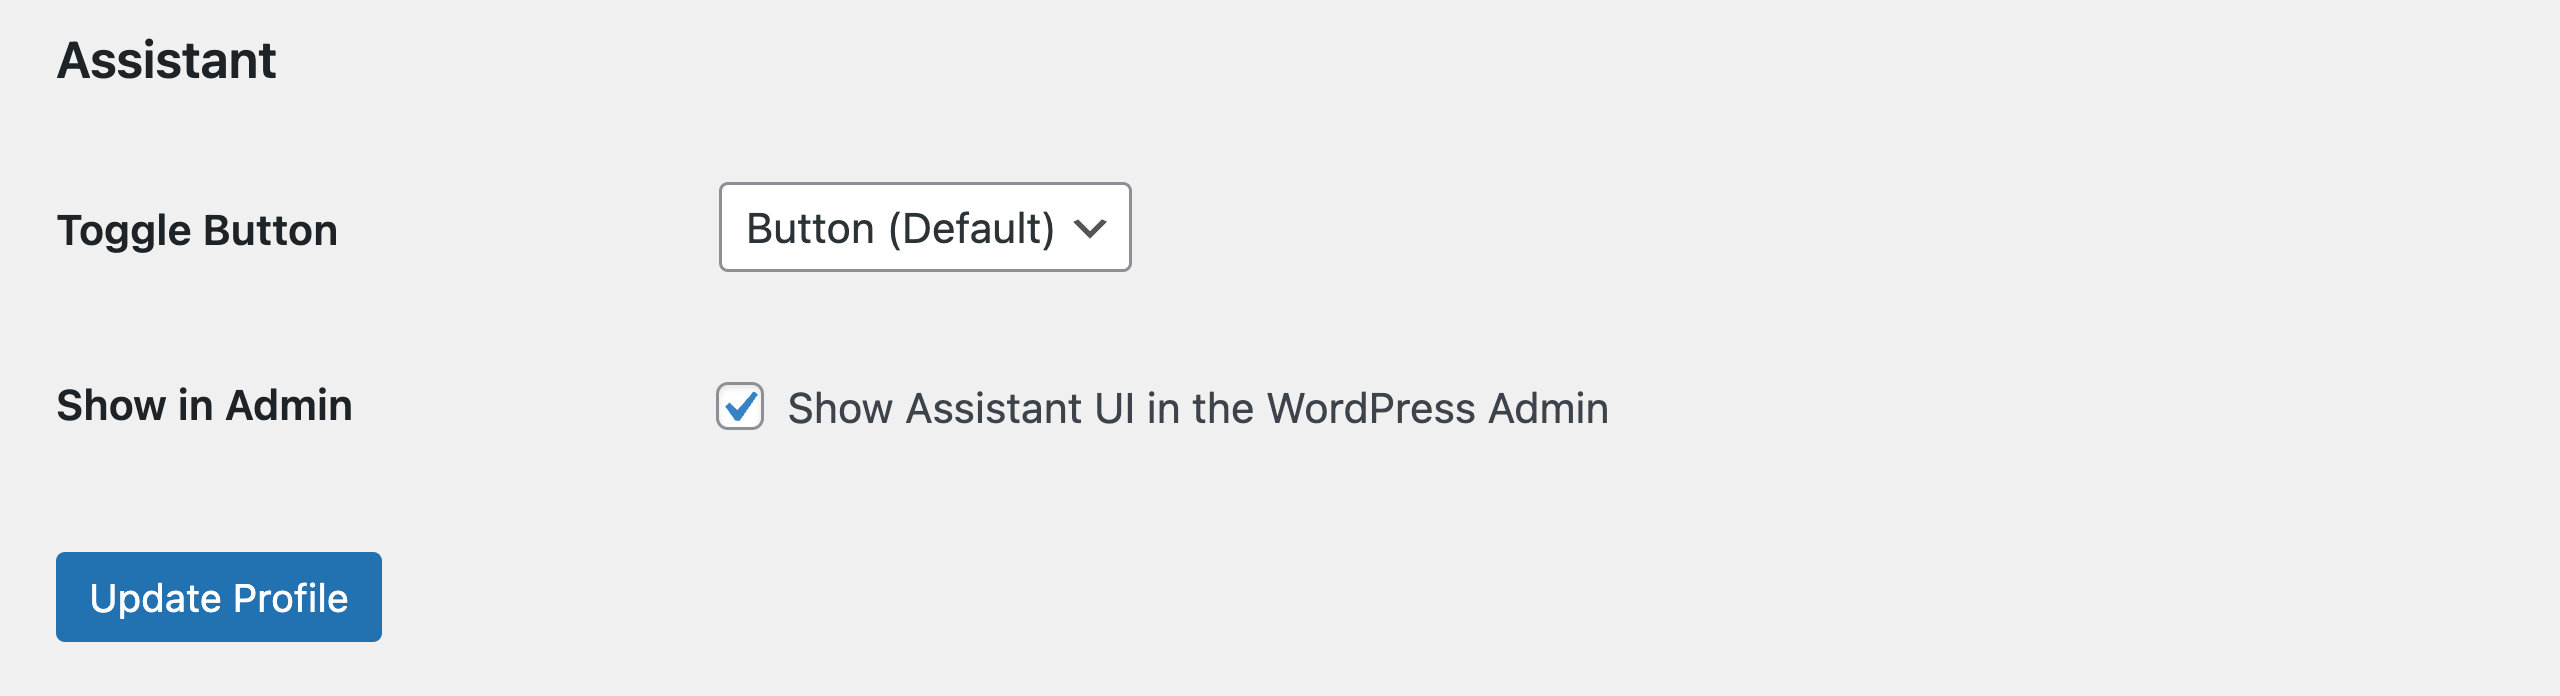 Assistant
Toggle Button
Button (Default)
Show in Admin
Show Assistant UI in the WordPress Admin
Update Profile